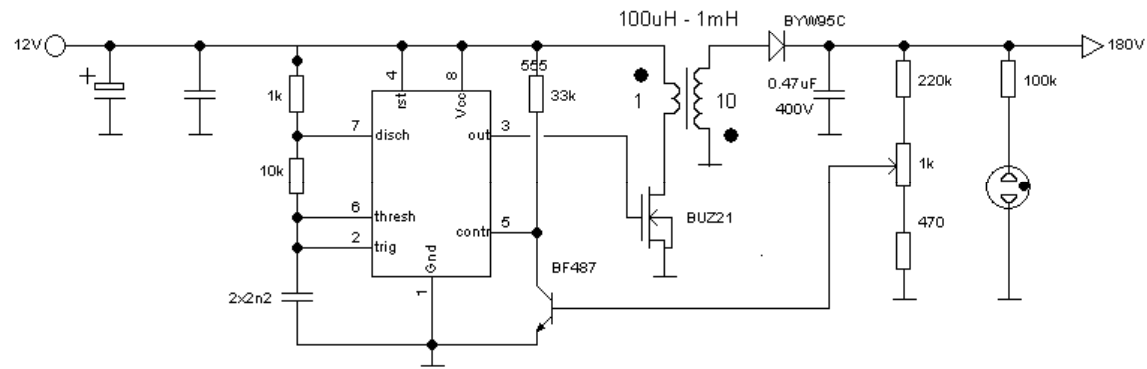 100uH - 1mH
BYW95C
12V
180V
555
4
8
rst
Vcc
1k
33k
1
10
0.47uF
400V
220k
100k
7
disch
out
3
10k
1k
6
thresh
2
trig
contr
5
BUZ21
470
Gnd
1
BF487
2x2n2